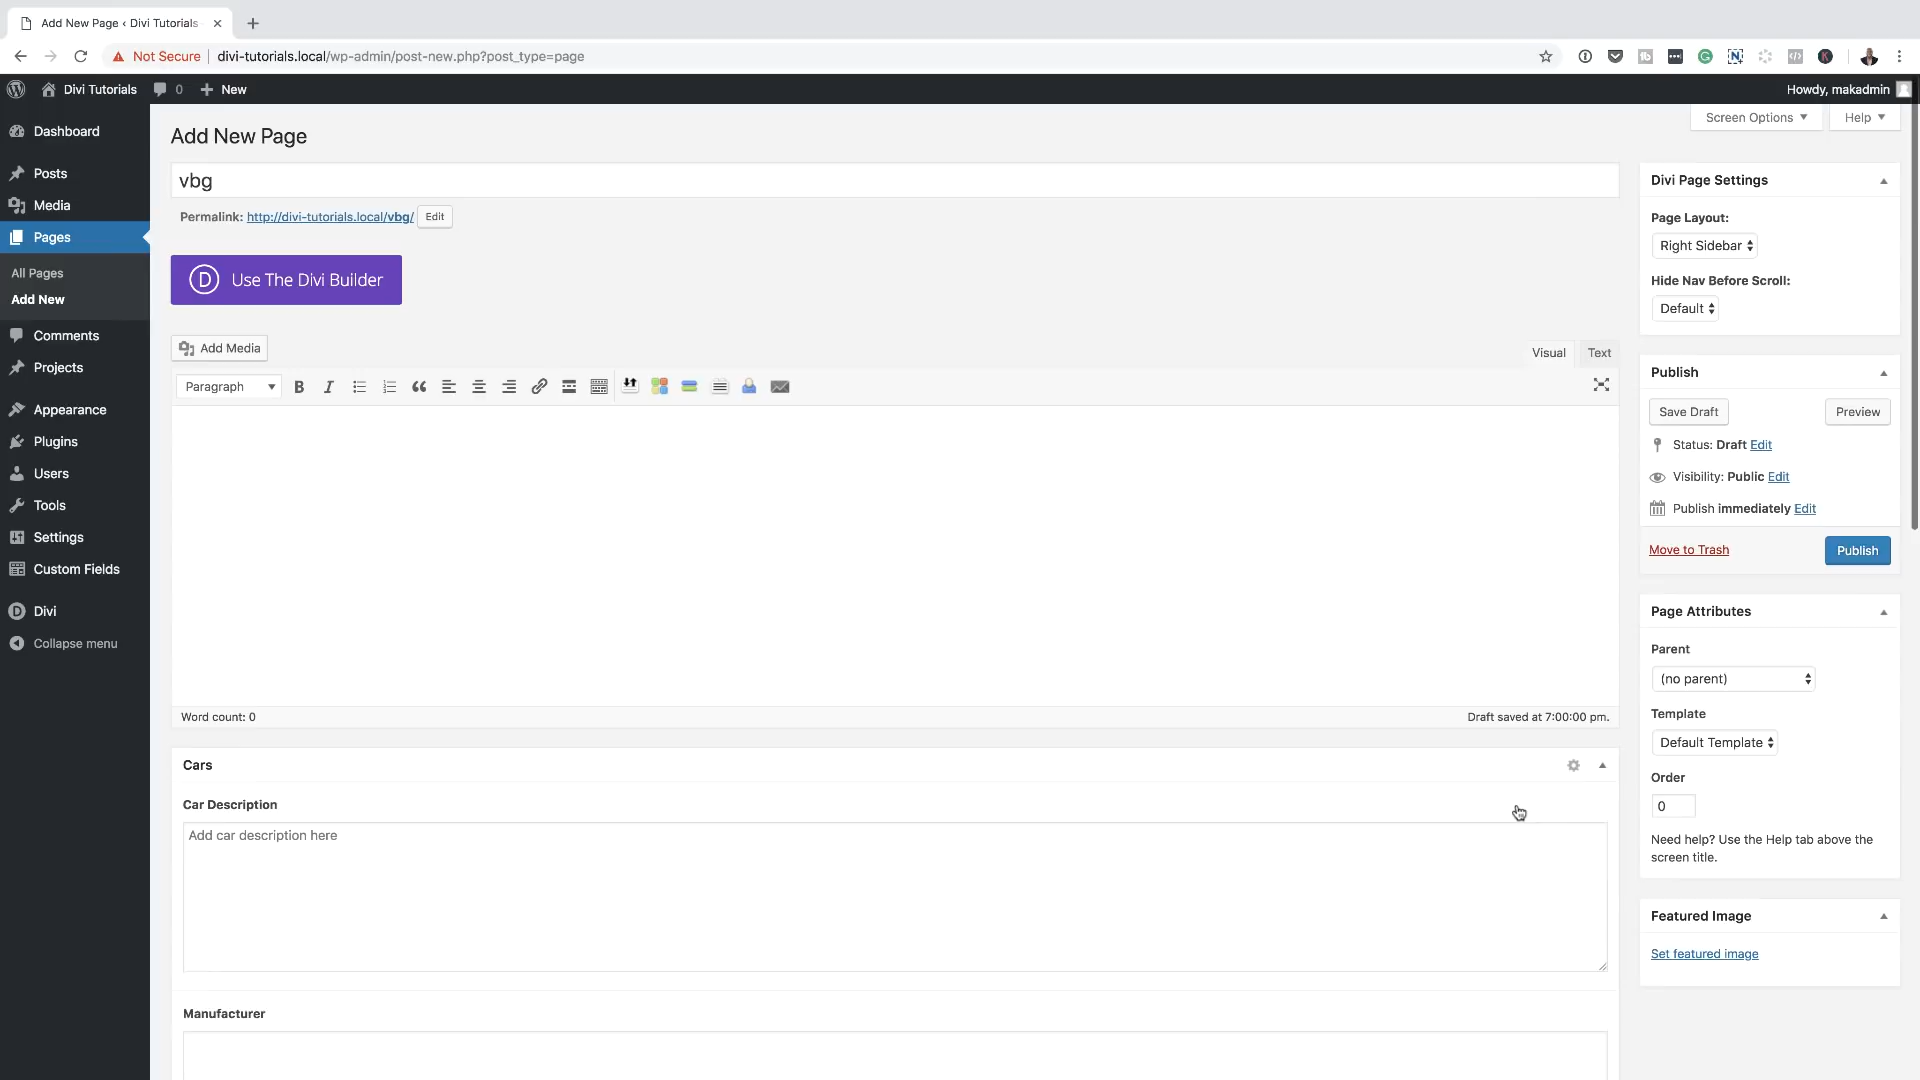 Add New Page ‹ Divi Tutorials
Not Secure
divi-tutorials.local/wp-admin/post-new.php?post_type=page
Divi Tutorials
0
New
Howdy, makadmin
Dashboard
Posts
Media
Pages
All Pages
Add New
Comments
Projects
Appearance
Plugins
Users
Tools
Settings
Custom Fields
Divi
Collapse menu
Screen Options
Help
Add New Page
vbg
Permalink: http://divi-tutorials.local/vbg/ Edit
D Use The Divi Builder
Add Media
Visual
Text
Paragraph
Word count: 0
Draft saved at 7:00:00 pm.
Cars
Car Description
Add car description here
Manufacturer
Divi Page Settings
Page Layout:
Right Sidebar
Hide Nav Before Scroll:
Default
Publish
Save Draft
Preview
Status: Draft Edit
Visibility: Public Edit
Publish immediately Edit
Move to Trash
Publish
Page Attributes
Parent
(no parent)
Template
Default Template
Order
0
Need help? Use the Help tab above the
screen title.
Featured Image
Set featured image